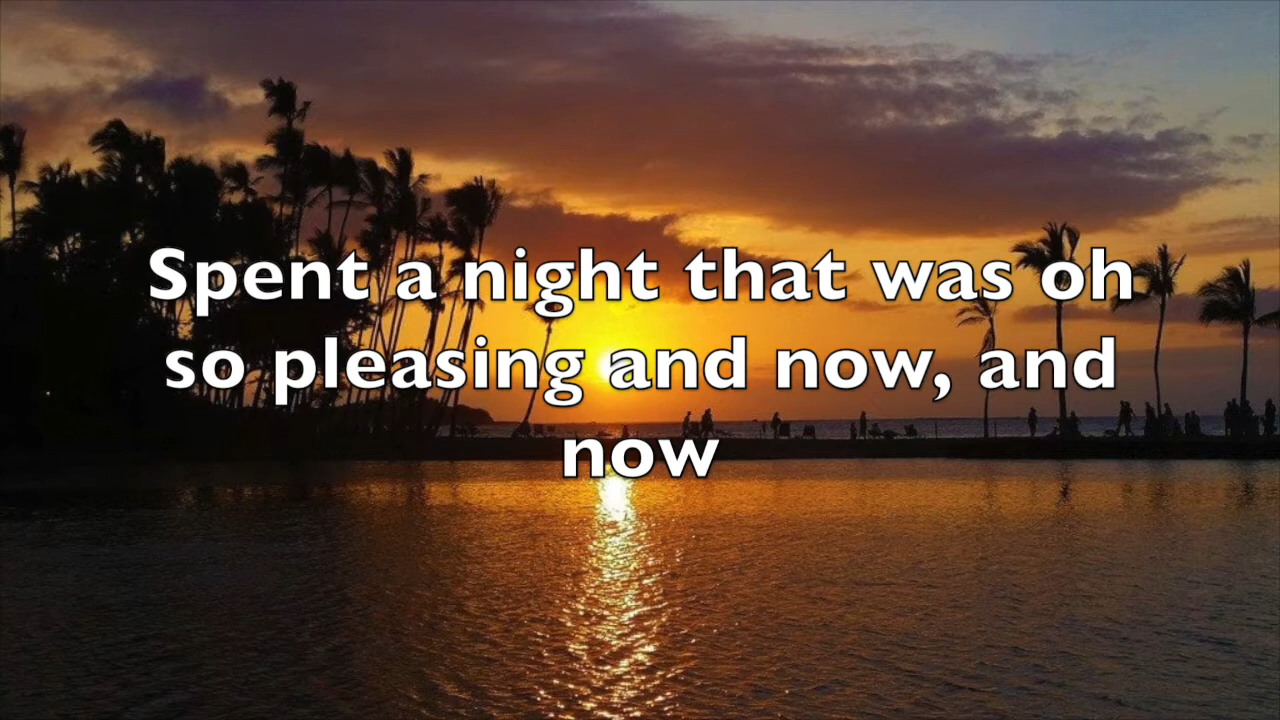 Spent a night that was oh
so pleasing and now, and
now